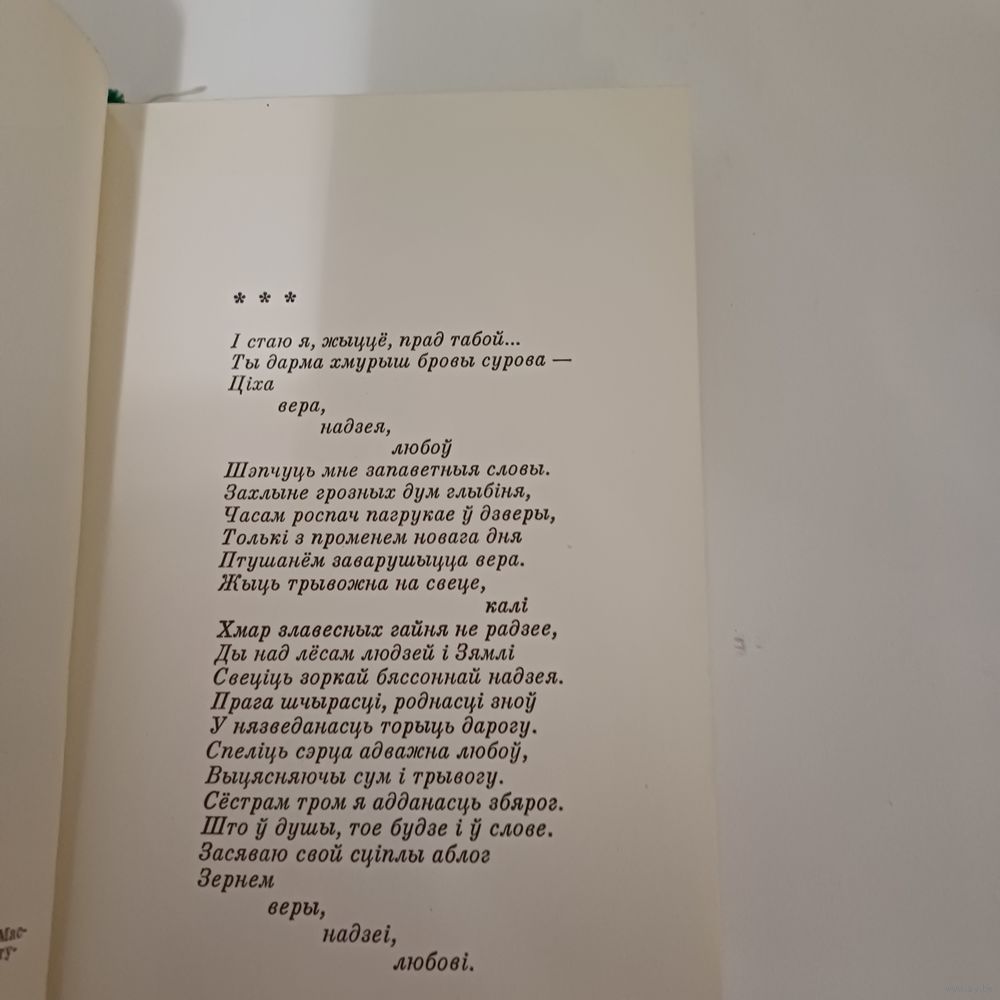 * * *
І стаю я, жыццё, прад табой...
Ты дарма хмурыш бровы сурова —
Ціха
вера,
надзея,
любоў
Шэпчуць мне запаветныя словы.
Захлыне грозных дум глыбіня,
Часам роспач пагрукае ў дзверы,
Толькі з променем новага дня
Птушанём заварушыцца вера.
Жыць трывожна на свеце,
калі
Хмар злавесных гайня не радзее,
Ды над лёсам людзей і Зямлі
Свеціць зоркай бяссоннай надзея.
Прага шчырасці, роднасці зноў
У нязведанасць торыць дарогу.
Спеліць сэрца адважна любоў,
Выцясняючы сум і трывогу.
Сёстрам тром я адданасць збярог.
Што ў душы, тое будзе і ў слове.
Засяваю свой сціплы аблог
Зернем
веры,
надзеі,
любові.